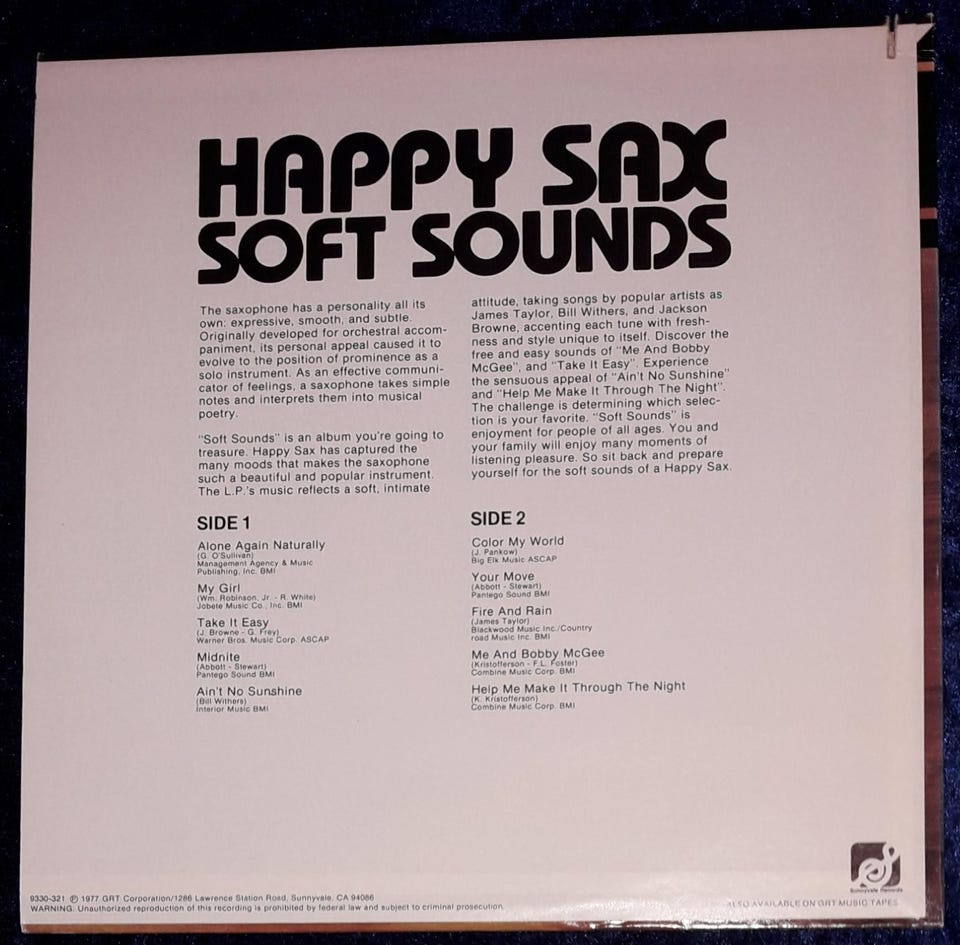 HAPPY SAX
SOFT SOUNDS
The saxophone has a personality all its
own: expressive, smooth, and subtle.
Originally developed for orchestral accom-
paniment, its personal appeal caused it to
evolve to the position of prominence as a
solo instrument. As an effective communi-
cator of feelings, a saxophone takes simple
notes and interprets them into musical
poetry.
"Soft Sounds" is an album you're going to
treasure. Happy Sax has captured the
many moods that makes the saxophone
such a beautiful and popular instrument.
The L.P.'s music reflects a soft, intimate
attitude, taking songs by popular artists as
James Taylor, Bill Withers, and Jackson
Browne, accenting each tune with fresh-
ness and style unique to itself. Discover the
free and easy sounds of "Me And Bobby
McGee", and "Take It Easy". Experience
the sensuous appeal of "Ain't No Sunshine"
and "Help Me Make It Through The Night".
The challenge is determining which selec-
tion is your favorite. "Soft Sounds" is
enjoyment for people of all ages. You and
your family will enjoy many moments of
listening pleasure. So sit back and prepare
yourself for the soft sounds of a Happy Sax.
SIDE 1
Alone Again Naturally
(G. O'Sullivan)
Management Agency & Music
Publishing, Inc. BMI
My Girl
(Wm. Robinson, Jr. - R. White)
Jobete Music Co., Inc. BMI
Take It Easy
(J. Browne - G. Frey)
Warner Bros. Music Corp. ASCAP
Midnite
(Abbott - Stewart)
Pantego Sound BMI
Ain't No Sunshine
(Bill Withers)
Interior Music BMI
SIDE 2
Color My World
(J. Pankow)
Big Elk Music ASCAP
Your Move
(Abbott - Stewart)
Pantego Sound BMI
Fire And Rain
(James Taylor)
Blackwood Music Inc./Country
road Music Inc. BMI
Me And Bobby McGee
(Kristofferson - F.L. Foster)
Combine Music Corp. BMI
Help Me Make It Through The Night
(K. Kristofferson)
Combine Music Corp. BMI
Sunnyvale Records
9330-321 ℗ 1977 GRT Corporation/1286 Lawrence Station Road, Sunnyvale, CA 94086
WARNING: Unauthorized reproduction of this recording is prohibited by federal law and subject to criminal prosecution.
ALSO AVAILABLE ON GRT MUSIC TAPES